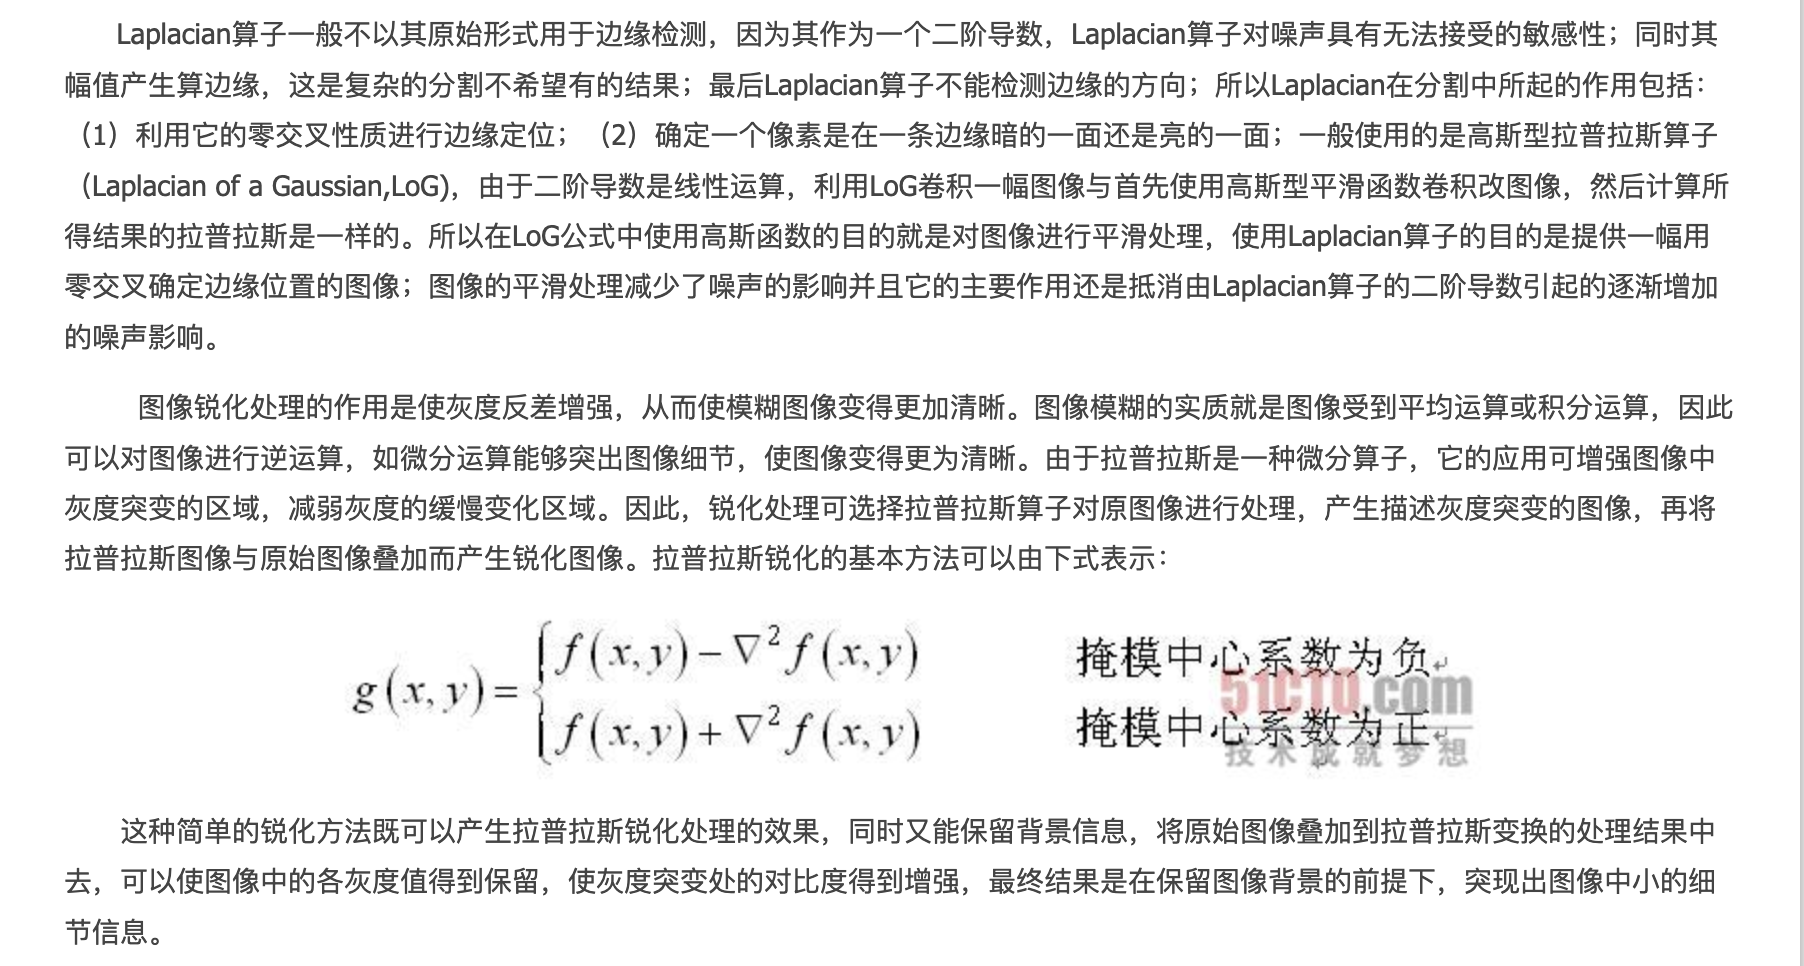 Laplacian算子一般不以其原始形式用于边缘检测，因为其作为一个二阶导数，Laplacian算子对噪声具有无法接受的敏感性；同时其
幅值产生算边缘，这是复杂的分割不希望有的结果；最后Laplacian算子不能检测边缘的方向；所以Laplacian在分割中所起的作用包括：
（1）利用它的零交叉性质进行边缘定位；（2）确定一个像素是在一条边缘暗的一面还是亮的一面；一般使用的是高斯型拉普拉斯算子
（Laplacian of a Gaussian,LoG)，由于二阶导数是线性运算，利用LoG卷积一幅图像与首先使用高斯型平滑函数卷积改图像，然后计算所
得结果的拉普拉斯是一样的。所以在LoG公式中使用高斯函数的目的就是对图像进行平滑处理，使用Laplacian算子的目的是提供一幅用
零交叉确定边缘位置的图像；图像的平滑处理减少了噪声的影响并且它的主要作用还是抵消由Laplacian算子的二阶导数引起的逐渐增加
的噪声影响。
图像锐化处理的作用是使灰度反差增强，从而使模糊图像变得更加清晰。图像模糊的实质就是图像受到平均运算或积分运算，因此
可以对图像进行逆运算，如微分运算能够突出图像细节，使图像变得更为清晰。由于拉普拉斯是一种微分算子，它的应用可增强图像中
灰度突变的区域，减弱灰度的缓慢变化区域。因此，锐化处理可选择拉普拉斯算子对原图像进行处理，产生描述灰度突变的图像，再将
拉普拉斯图像与原始图像叠加而产生锐化图像。拉普拉斯锐化的基本方法可以由下式表示：
g(x,y)= { f(x,y)−∇²f(x,y) 掩模中心系数为负
f(x,y)+∇²f(x,y) 掩模中心系数为正
51CTO.com
技术成就梦想
这种简单的锐化方法既可以产生拉普拉斯锐化处理的效果，同时又能保留背景信息，将原始图像叠加到拉普拉斯变换的处理结果中
去，可以使图像中的各灰度值得到保留，使灰度突变处的对比度得到增强，最终结果是在保留图像背景的前提下，突现出图像中小的细
节信息。